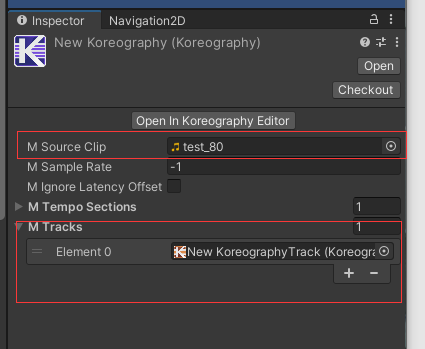 Inspector Navigation2D
New Koreography (Koreography)
Open
Checkout
Open In Koreography Editor
M Source Clip test_80
M Sample Rate -1
M Ignore Latency Offset
M Tempo Sections 1
M Tracks 1
Element 0 New KoreographyTrack (Koreogra